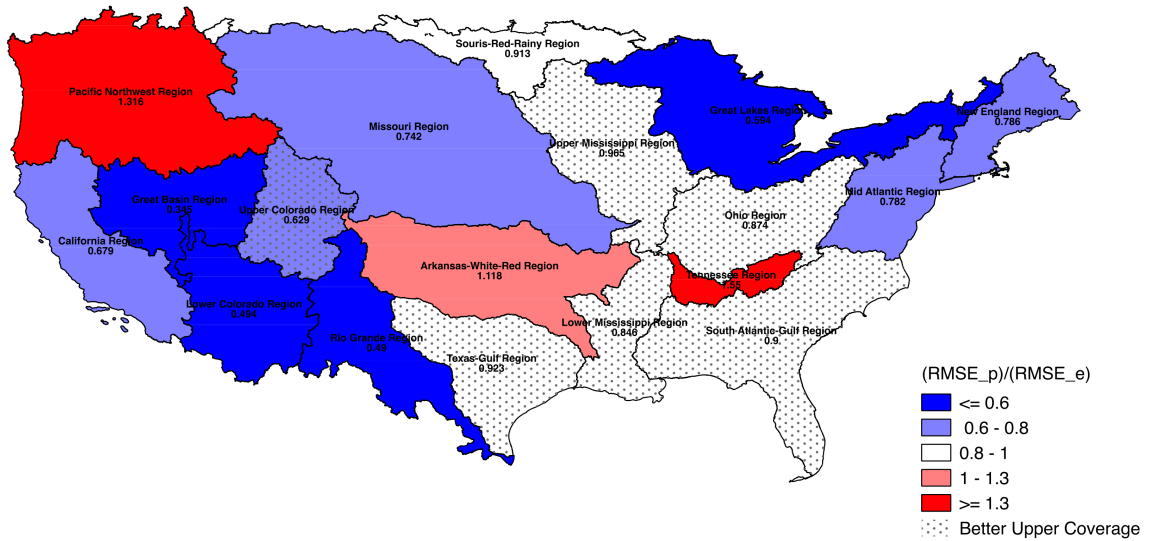 Souris-Red-Rainy Region
0.913
Pacific Northwest Region
1.316
Great Lakes Region
0.594
New England Region
0.786
Missouri Region
0.742
Upper Mississippi Region
0.965
Mid Atlantic Region
0.782
Great Basin Region
0.345
Upper Colorado Region
0.629
Ohio Region
0.874
California Region
0.679
Arkansas-White-Red Region
1.118
Tennessee Region
1.55
Lower Colorado Region
0.494
Lower Mississippi Region
0.846
South Atlantic-Gulf Region
0.9
Rio Grande Region
0.46
Texas-Gulf Region
0.923
(RMSE_p)/(RMSE_e)
<= 0.6
0.6 - 0.8
0.8 - 1
1 - 1.3
>= 1.3
Better Upper Coverage